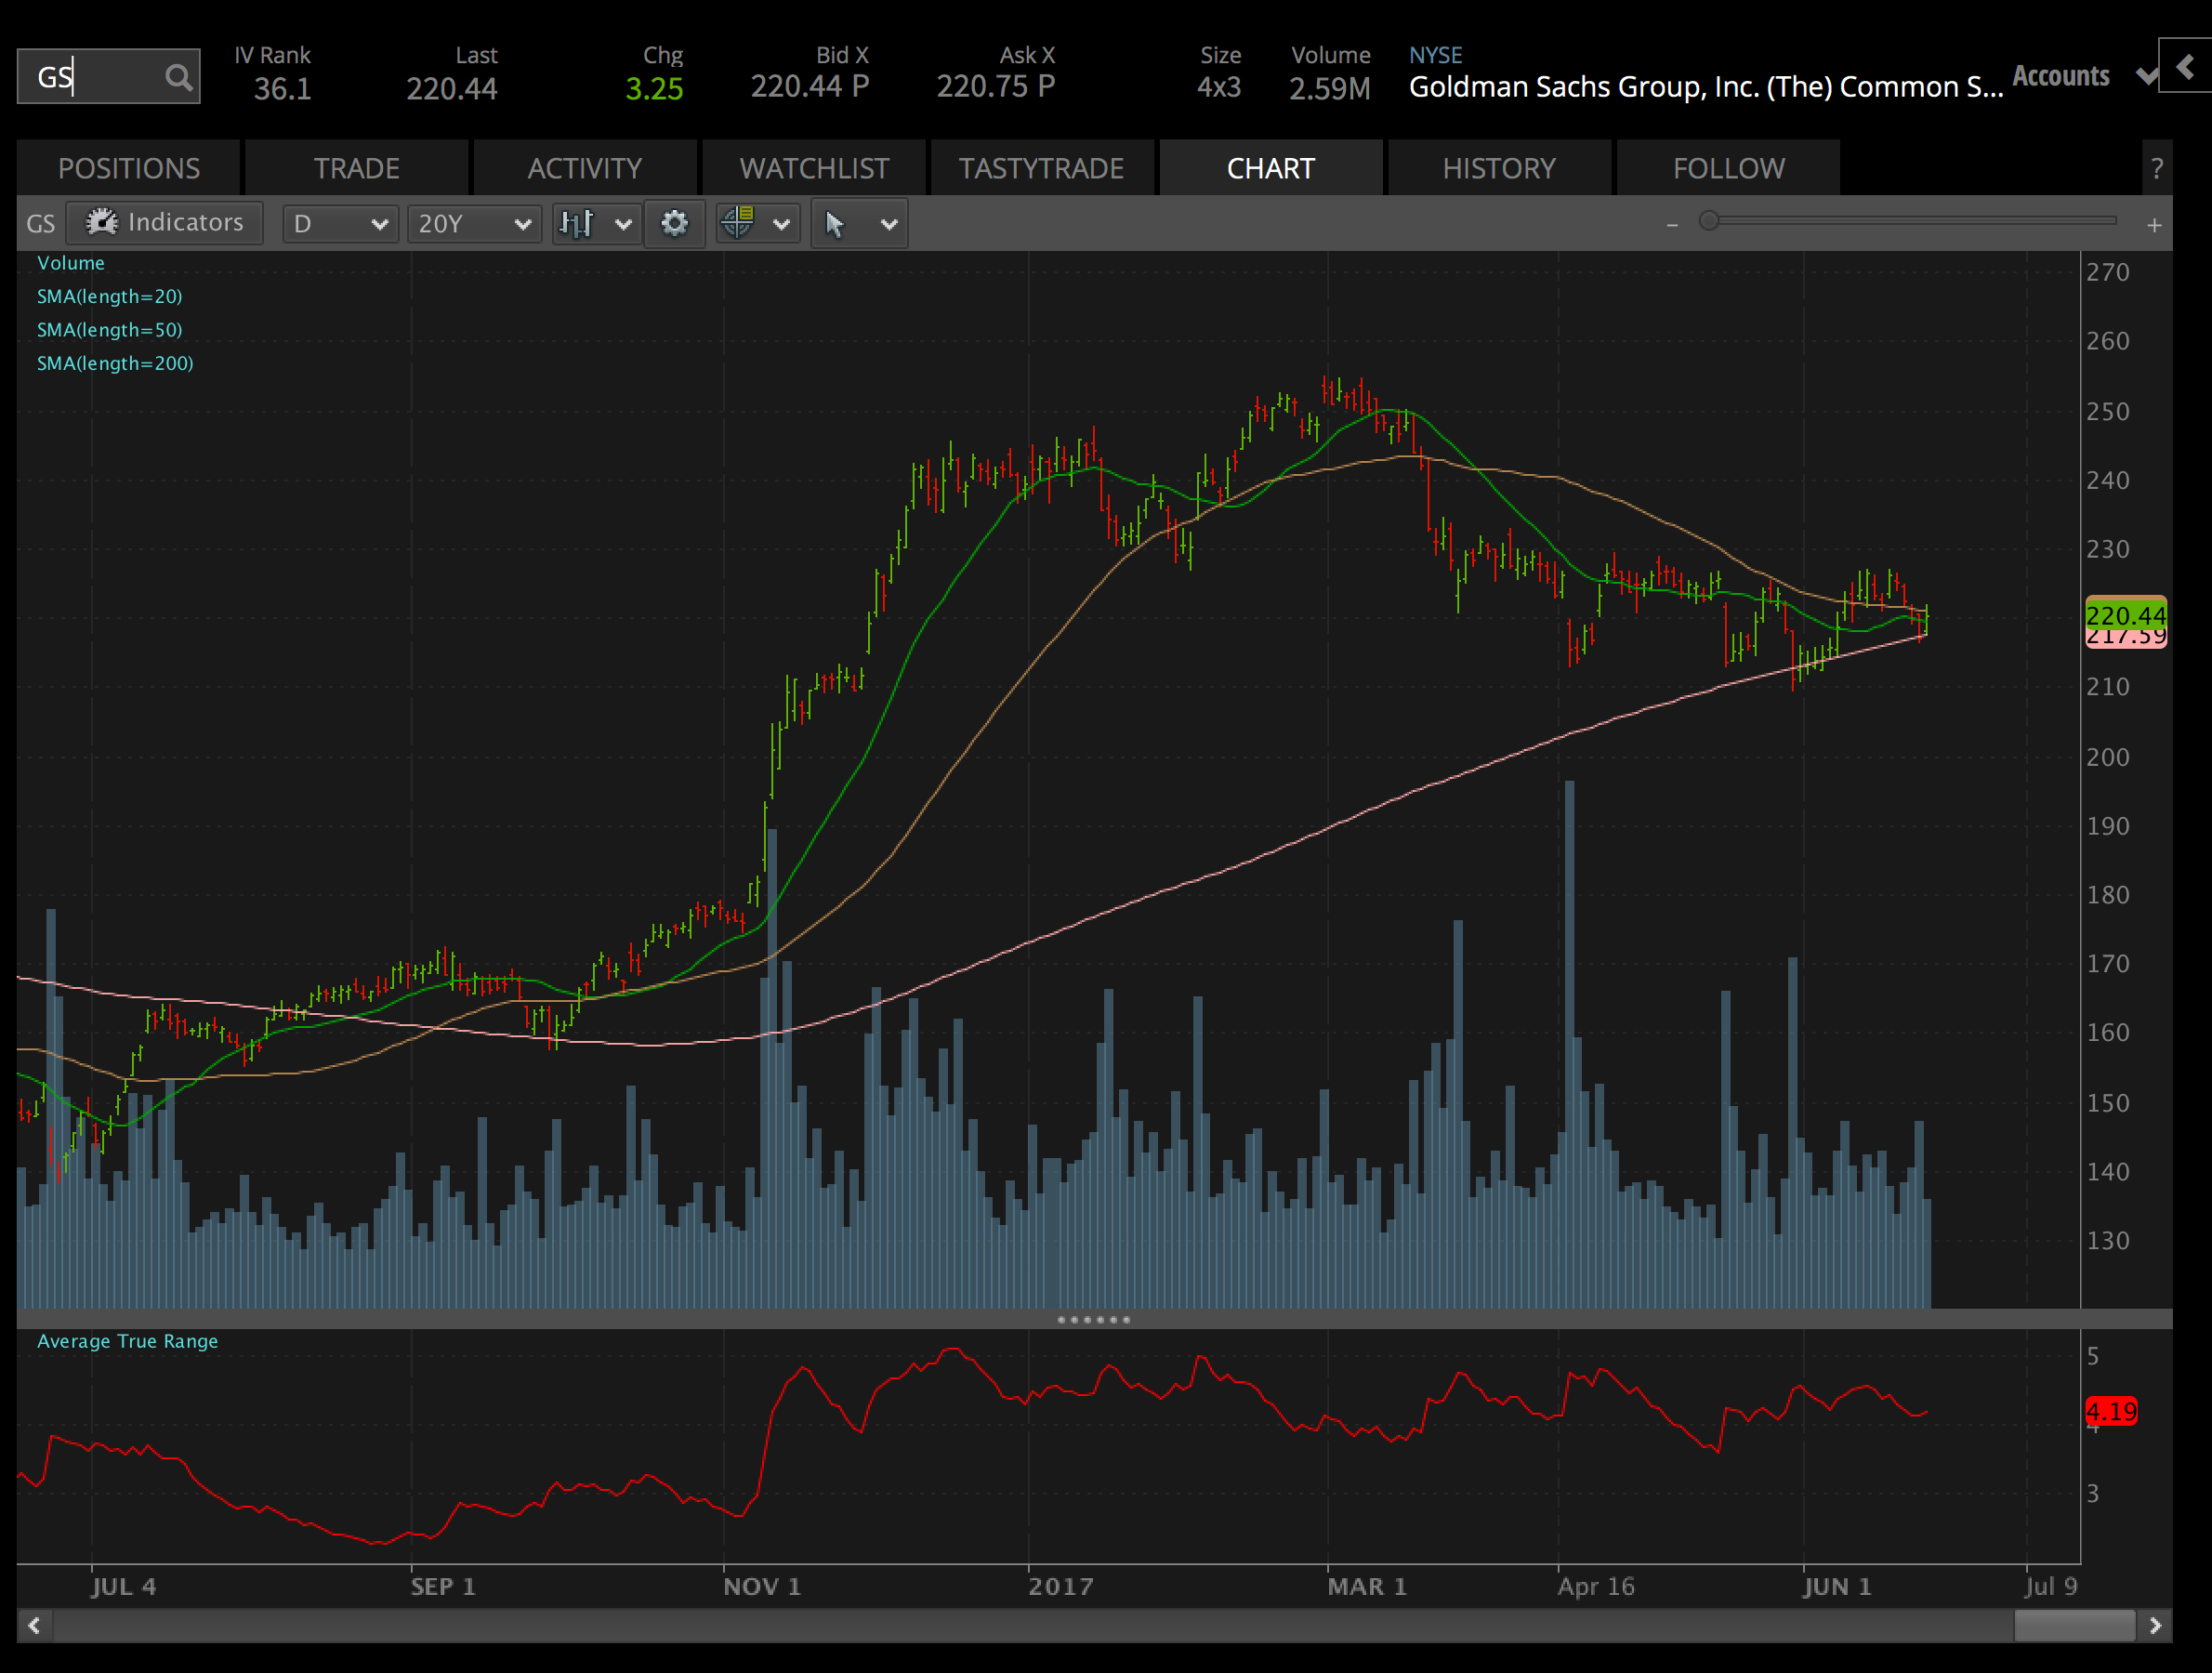 GS
IV Rank Last Chg Bid X Ask X Size Volume NYSE
36.1 220.44 3.25 220.44 P 220.75 P 4x3 2.59M Goldman Sachs Group, Inc. (The) Common S... Accounts
POSITIONS TRADE ACTIVITY WATCHLIST TASTYTRADE CHART HISTORY FOLLOW ?
GS Indicators D 20Y – +
Volume
SMA(length=20)
SMA(length=50)
SMA(length=200)
270
260
250
240
230
220.44
217.59
210
200
190
180
170
160
150
140
130
Average True Range
5
4.19
4
3
JUL 4 SEP 1 NOV 1 2017 MAR 1 Apr 16 JUN 1 Jul 9